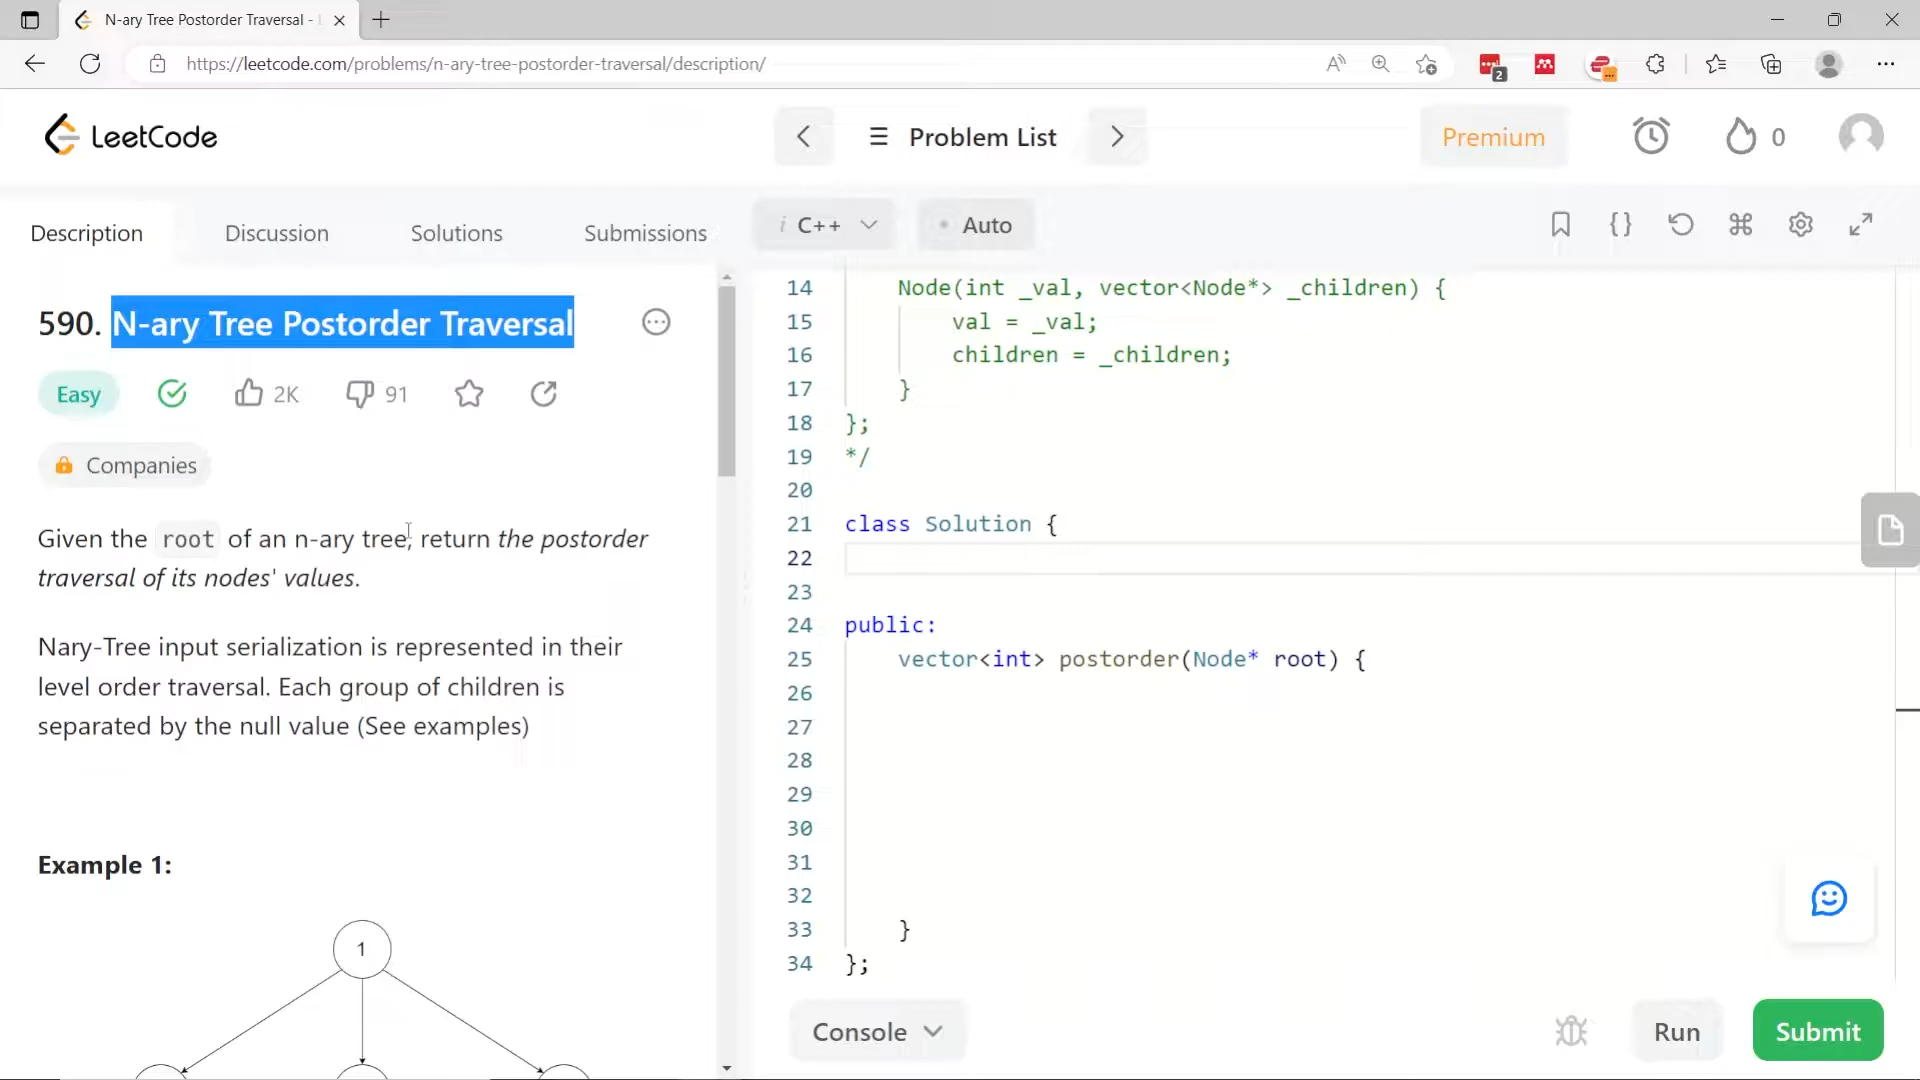 N-ary Tree Postorder Traversal -
https://leetcode.com/problems/n-ary-tree-postorder-traversal/description/
2
LeetCode
Problem List
Premium
0
Description Discussion Solutions Submissions
i C++ Auto
590. N-ary Tree Postorder Traversal
Easy 2K 91
Companies
Given the root of an n-ary tree, return the postorder
traversal of its nodes' values.
Nary-Tree input serialization is represented in their
level order traversal. Each group of children is
separated by the null value (See examples)
Example 1:
1
14 Node(int _val, vector<Node*> _children) {
15 val = _val;
16 children = _children;
17 }
18 };
19 */
20
21 class Solution {
22
23
24 public:
25 vector<int> postorder(Node* root) {
26
27
28
29
30
31
32
33 }
34 };
Console
Run
Submit